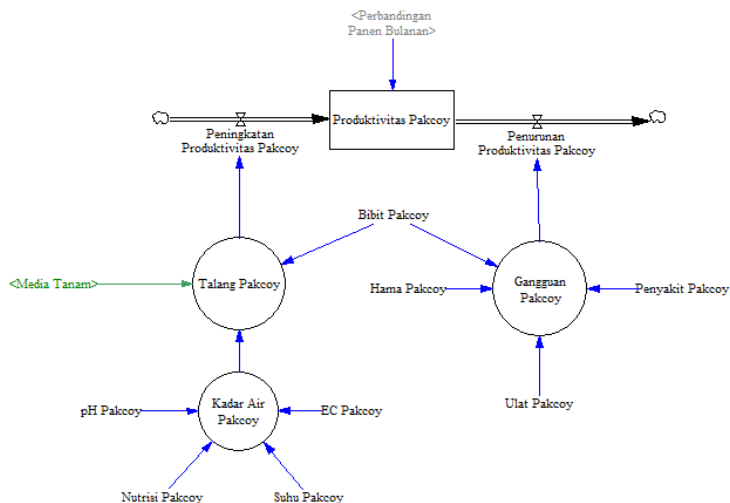 <Perbandingan
Panen Bulanan>
Produktivitas Pakcoy
Peningkatan
Produktivitas Pakcoy
Penurunan
Produktivitas Pakcoy
Bibit Pakcoy
<Media Tanam>
Talang Pakcoy
Hama Pakcoy
Gangguan
Pakcoy
Penyakit Pakcoy
Kadar Air
Pakcoy
pH Pakcoy
EC Pakcoy
Ulat Pakcoy
Nutrisi Pakcoy
Suhu Pakcoy